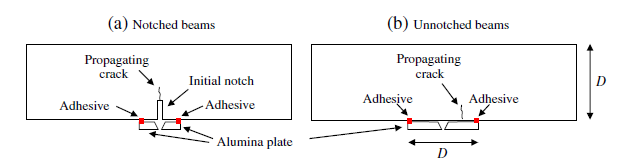 (a) Notched beams
(b) Unnotched beams
Propagating
crack
Initial notch
Adhesive
Adhesive
Alumina plate
Propagating
crack
Adhesive
Adhesive
D
D